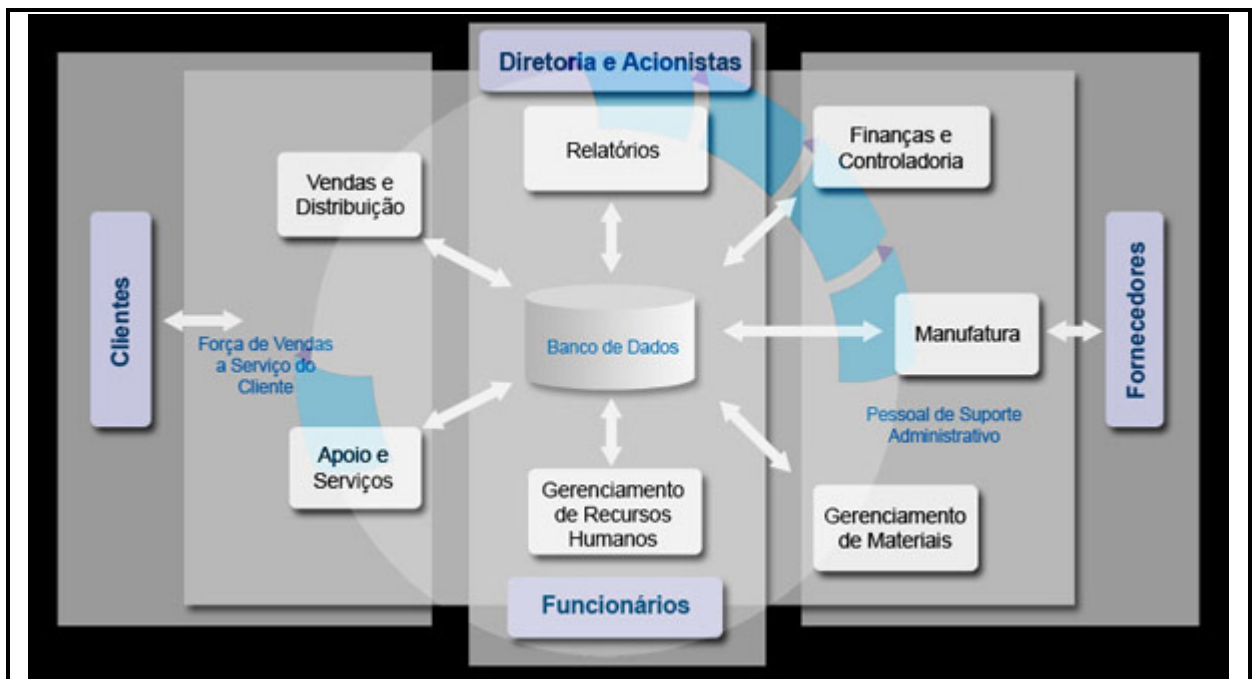 Diretoria e Acionistas
Relatórios
Finanças e
Controladoria
Vendas e
Distribuição
Clientes
Força de Vendas
a Serviço do
Cliente
Banco de Dados
Manufatura
Fornecedores
Pessoal de Suporte
Administrativo
Apoio e
Serviços
Gerenciamento
de Recursos
Humanos
Gerenciamento
de Materiais
Funcionários